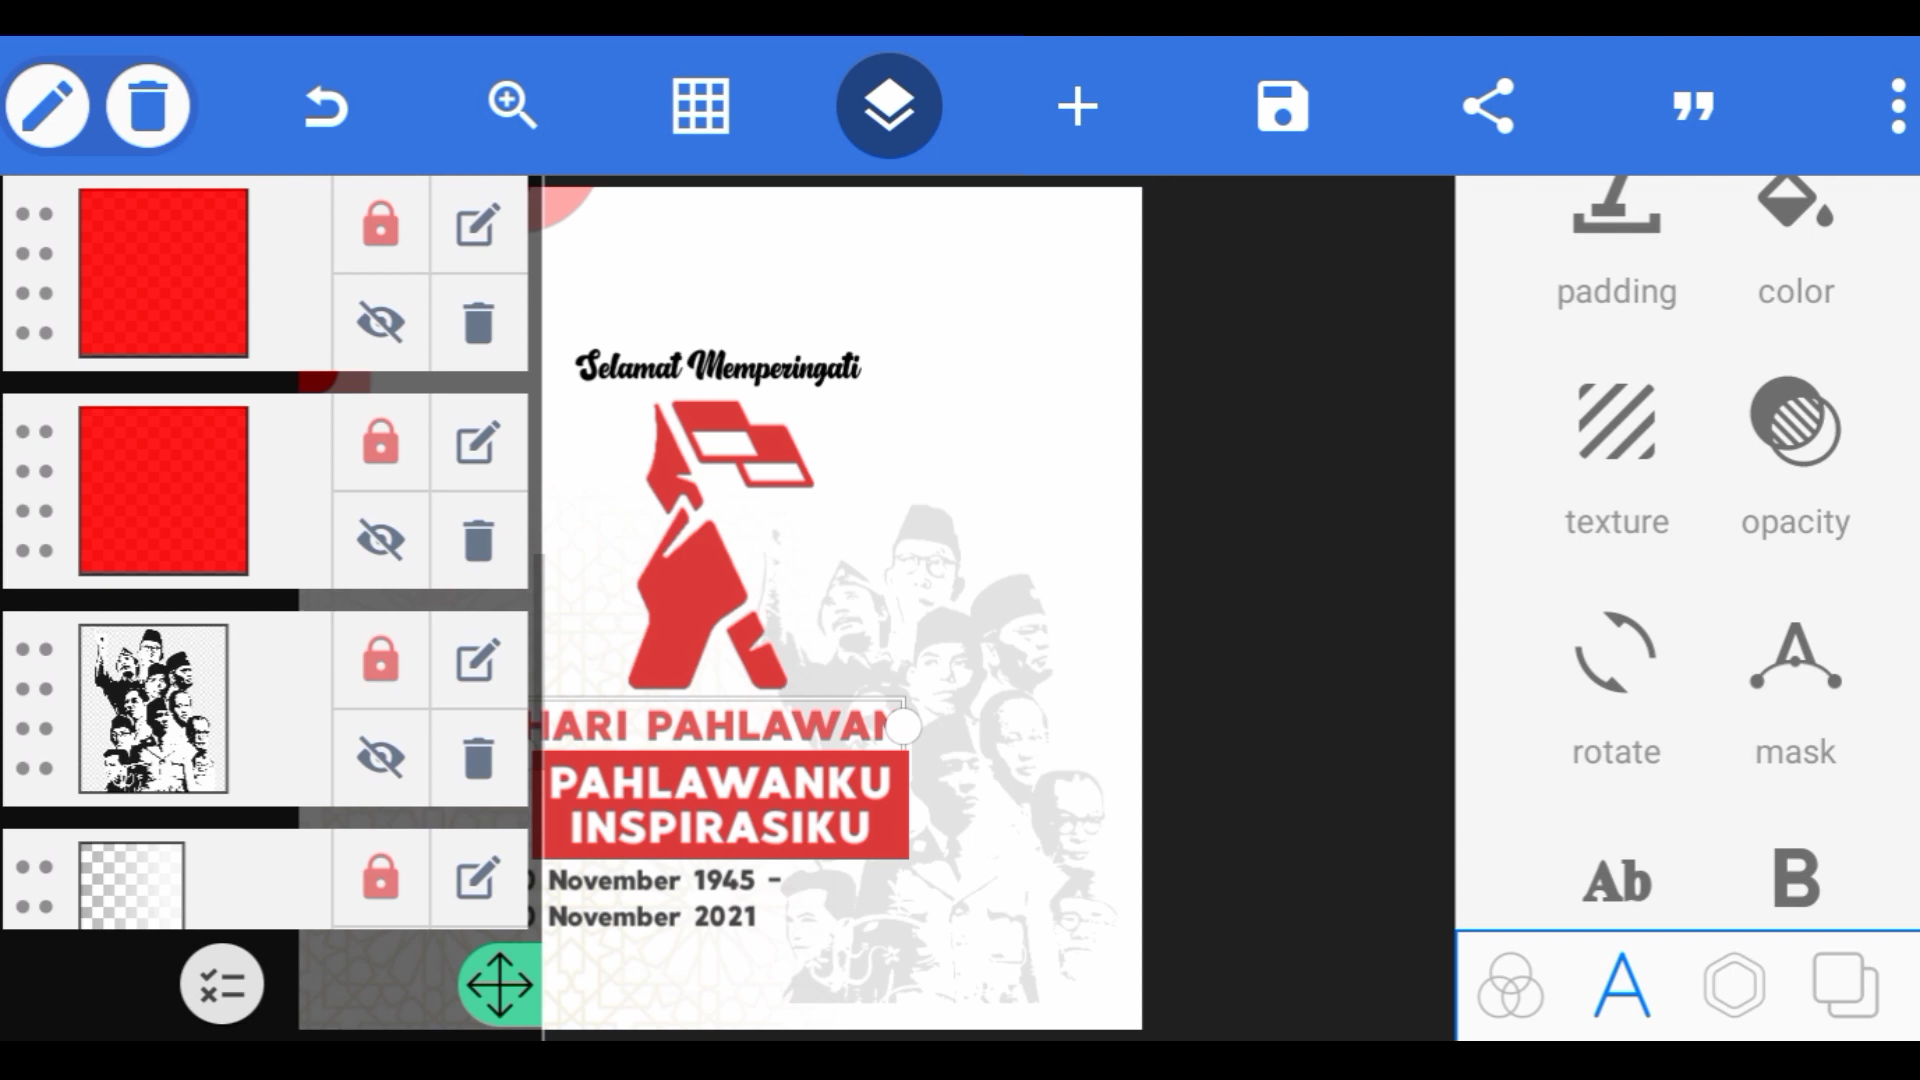 Selamat Memperingati
HARI PAHLAWAN
PAHLAWANKU
INSPIRASIKU
November 1945 -
November 2021
padding
color
texture
opacity
rotate
mask
Ab
B
A